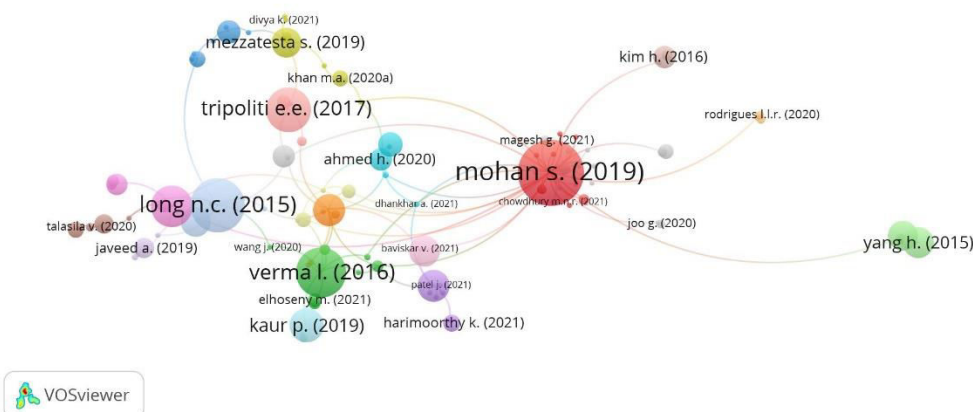 divya k. (2021)
mezzatesta s. (2019)
kim h. (2016)
khan m.a. (2020a)
tripoliti e.e. (2017)
rodrigues l.l.r. (2020)
magesh g. (2021)
ahmed h. (2020)
mohan s. (2019)
chowdhury m.n.r. (2021)
dhankhar a. (2021)
long n.c. (2015)
talasila v. (2020)
joo g. (2020)
javeed a. (2019)
wang j. (2020)
baviskar v. (2021)
yang h. (2015)
verma l. (2016)
patel j. (2021)
elhoseny m. (2021)
kaur p. (2019)
harimoorthy k. (2021)
VOSviewer